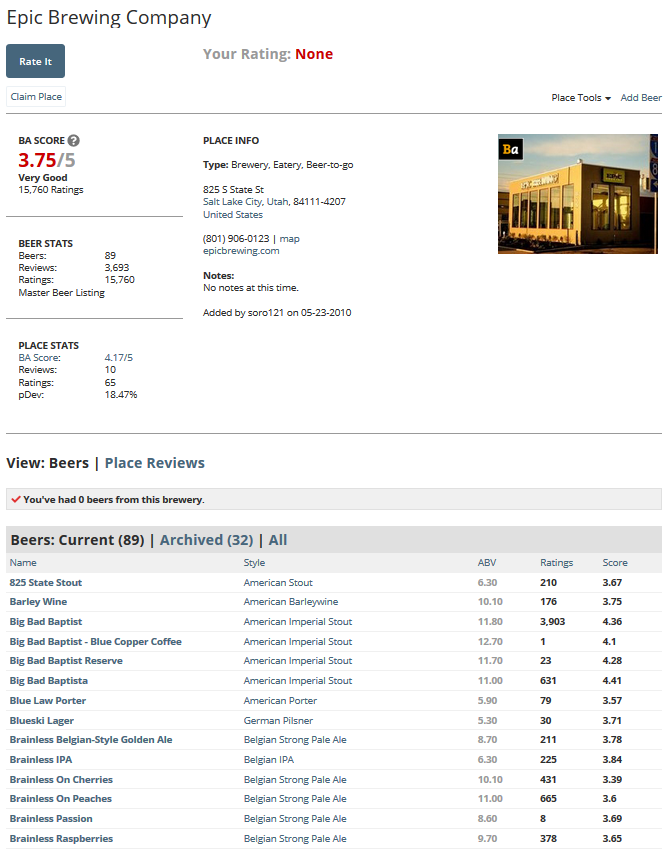 Epic Brewing Company
Rate It
Your Rating: None
Claim Place
Place Tools
Add Beer
BA SCORE ?
3.75/5
Very Good
15,760 Ratings
BEER STATS
Beers: 89
Reviews: 3,693
Ratings: 15,760
Master Beer Listing
PLACE STATS
BA Score: 4.17/5
Reviews: 10
Ratings: 65
pDev: 18.47%
PLACE INFO
Type: Brewery, Eatery, Beer-to-go
825 S State St
Salt Lake City, Utah, 84111-4207
United States
(801) 906-0123 | map
epicbrewing.com
Notes:
No notes at this time.
Added by soro121 on 05-23-2010
Ba
View: Beers | Place Reviews
You've had 0 beers from this brewery.
Beers: Current (89) | Archived (32) | All
Name Style ABV Ratings Score
825 State Stout American Stout 6.30 210 3.67
Barley Wine American Barleywine 10.10 176 3.75
Big Bad Baptist American Imperial Stout 11.80 3,903 4.36
Big Bad Baptist - Blue Copper Coffee American Imperial Stout 12.70 1 4.1
Big Bad Baptist Reserve American Imperial Stout 11.70 23 4.28
Big Bad Baptista American Imperial Stout 11.00 631 4.41
Blue Law Porter American Porter 5.90 79 3.57
Blueski Lager German Pilsner 5.30 30 3.71
Brainless Belgian-Style Golden Ale Belgian Strong Pale Ale 8.70 211 3.78
Brainless IPA Belgian IPA 6.30 225 3.84
Brainless On Cherries Belgian Strong Pale Ale 10.10 431 3.39
Brainless On Peaches Belgian Strong Pale Ale 11.00 665 3.6
Brainless Passion Belgian Strong Pale Ale 8.60 8 3.69
Brainless Raspberries Belgian Strong Pale Ale 9.70 378 3.65